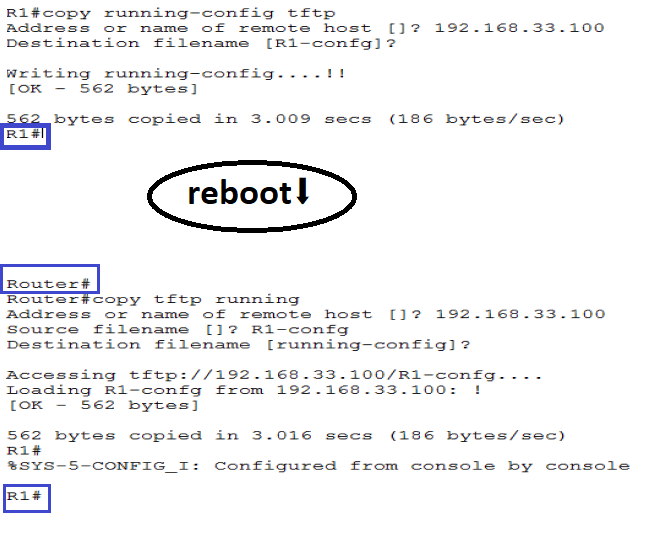 R1#copy running-config tftp
Address or name of remote host []? 192.168.33.100
Destination filename [R1-confg]?
Writing running-config....!!
[OK - 562 bytes]
562 bytes copied in 3.009 secs (186 bytes/sec)
R1#
reboot⬇
Router#
Router#copy tftp running
Address or name of remote host []? 192.168.33.100
Source filename []? R1-confg
Destination filename [running-config]?
Accessing tftp://192.168.33.100/R1-confg....
Loading R1-confg from 192.168.33.100: !
[OK - 562 bytes]
562 bytes copied in 3.016 secs (186 bytes/sec)
R1#
%SYS-5-CONFIG_I: Configured from console by console
R1#